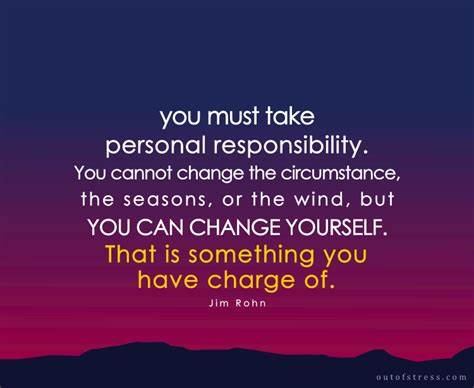 you must take
personal responsibility.
You cannot change the circumstance,
the seasons, or the wind, but
YOU CAN CHANGE YOURSELF.
That is something you
have charge of.
Jim Rohn
outofstress.com